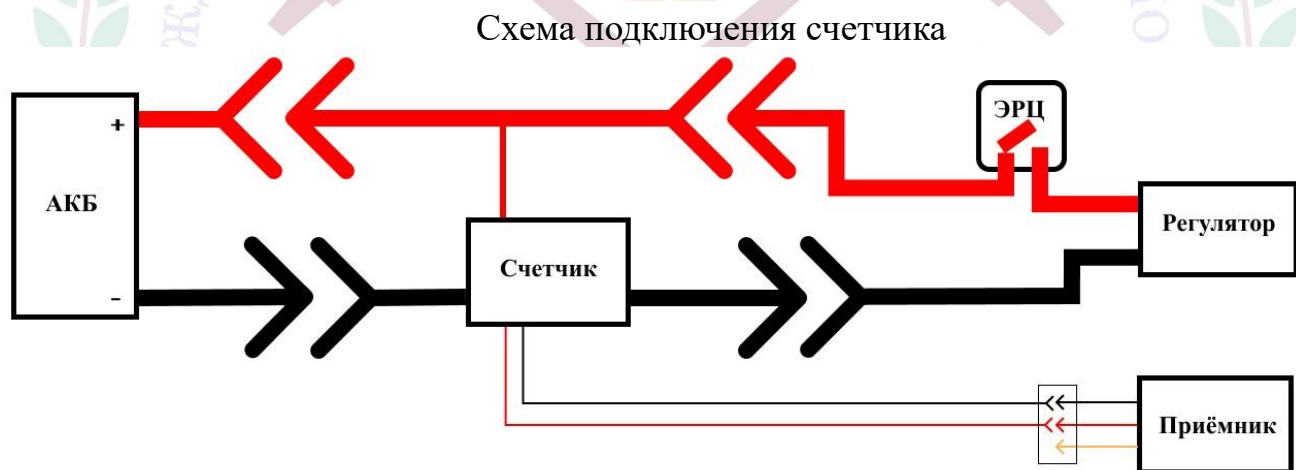 Схема подключения счетчика
ЭРЦ
+
АКБ
-
Счетчик
Регулятор
Приёмник